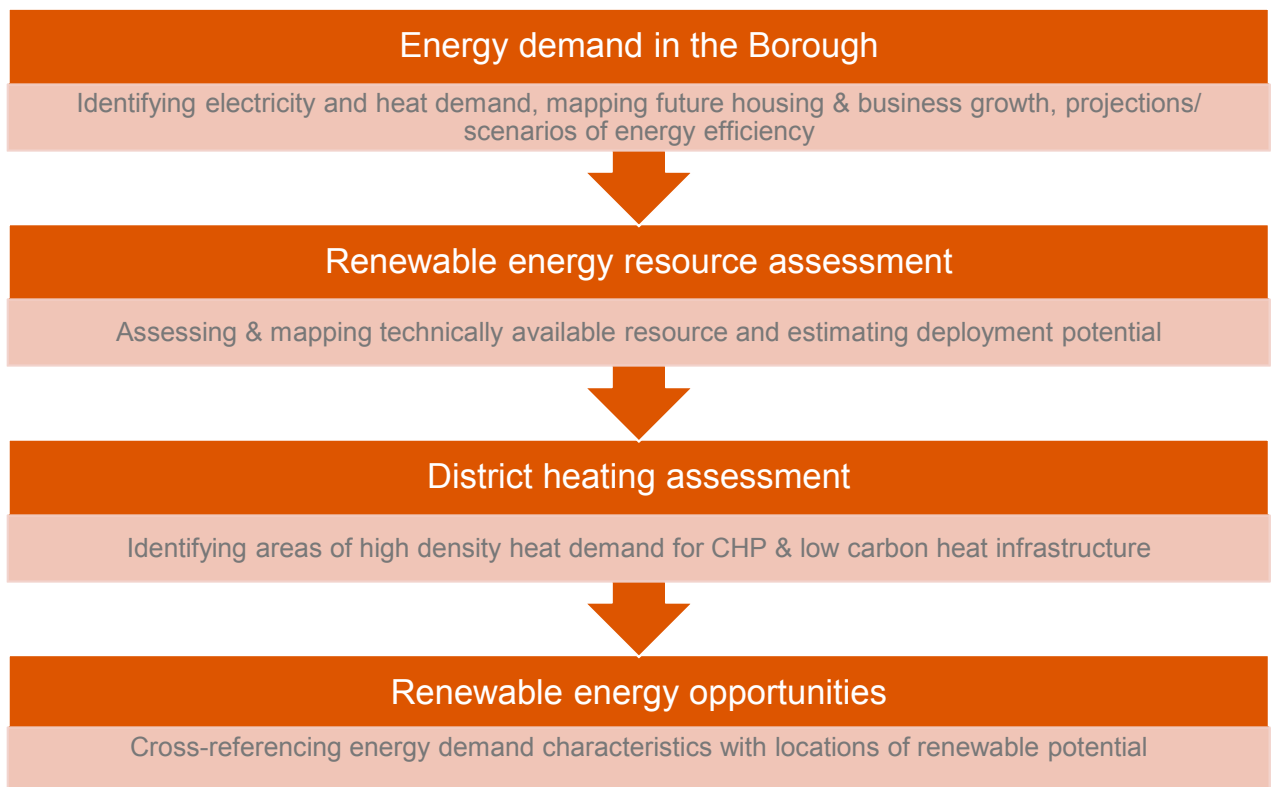 Energy demand in the Borough
Identifying electricity and heat demand, mapping future housing & business growth, projections/
scenarios of energy efficiency
Renewable energy resource assessment
Assessing & mapping technically available resource and estimating deployment potential
District heating assessment
Identifying areas of high density heat demand for CHP & low carbon heat infrastructure
Renewable energy opportunities
Cross-referencing energy demand characteristics with locations of renewable potential